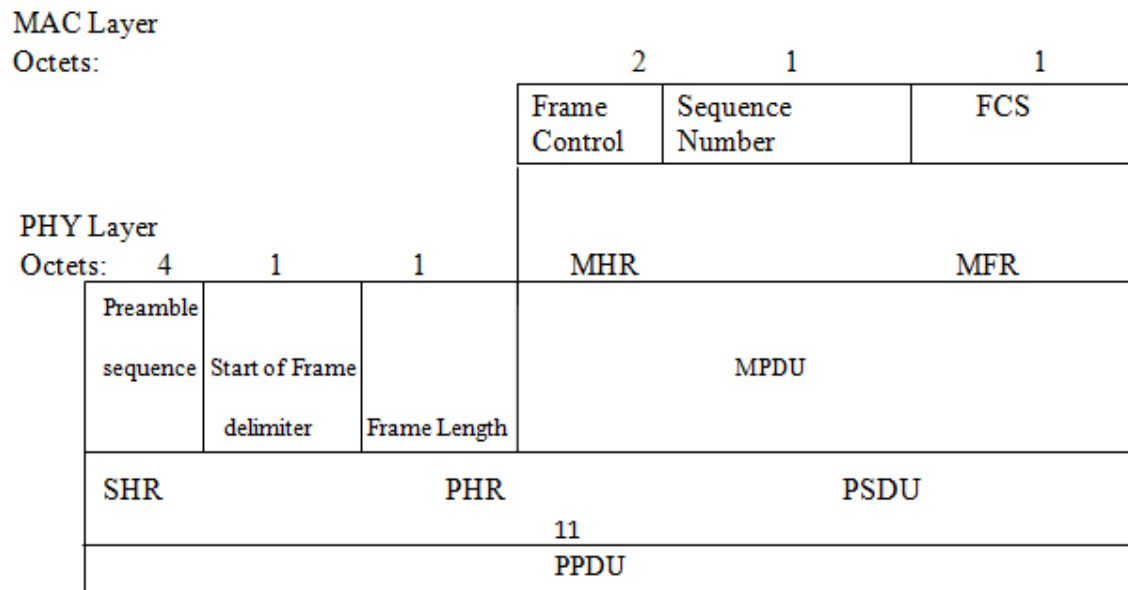 MAC Layer
Octets: 2 1 1
Frame Control Sequence Number FCS
PHY Layer
Octets: 4 1 1 MHR MFR
Preamble sequence Start of Frame delimiter Frame Length MPDU
SHR PHR PSDU
11
PPDU